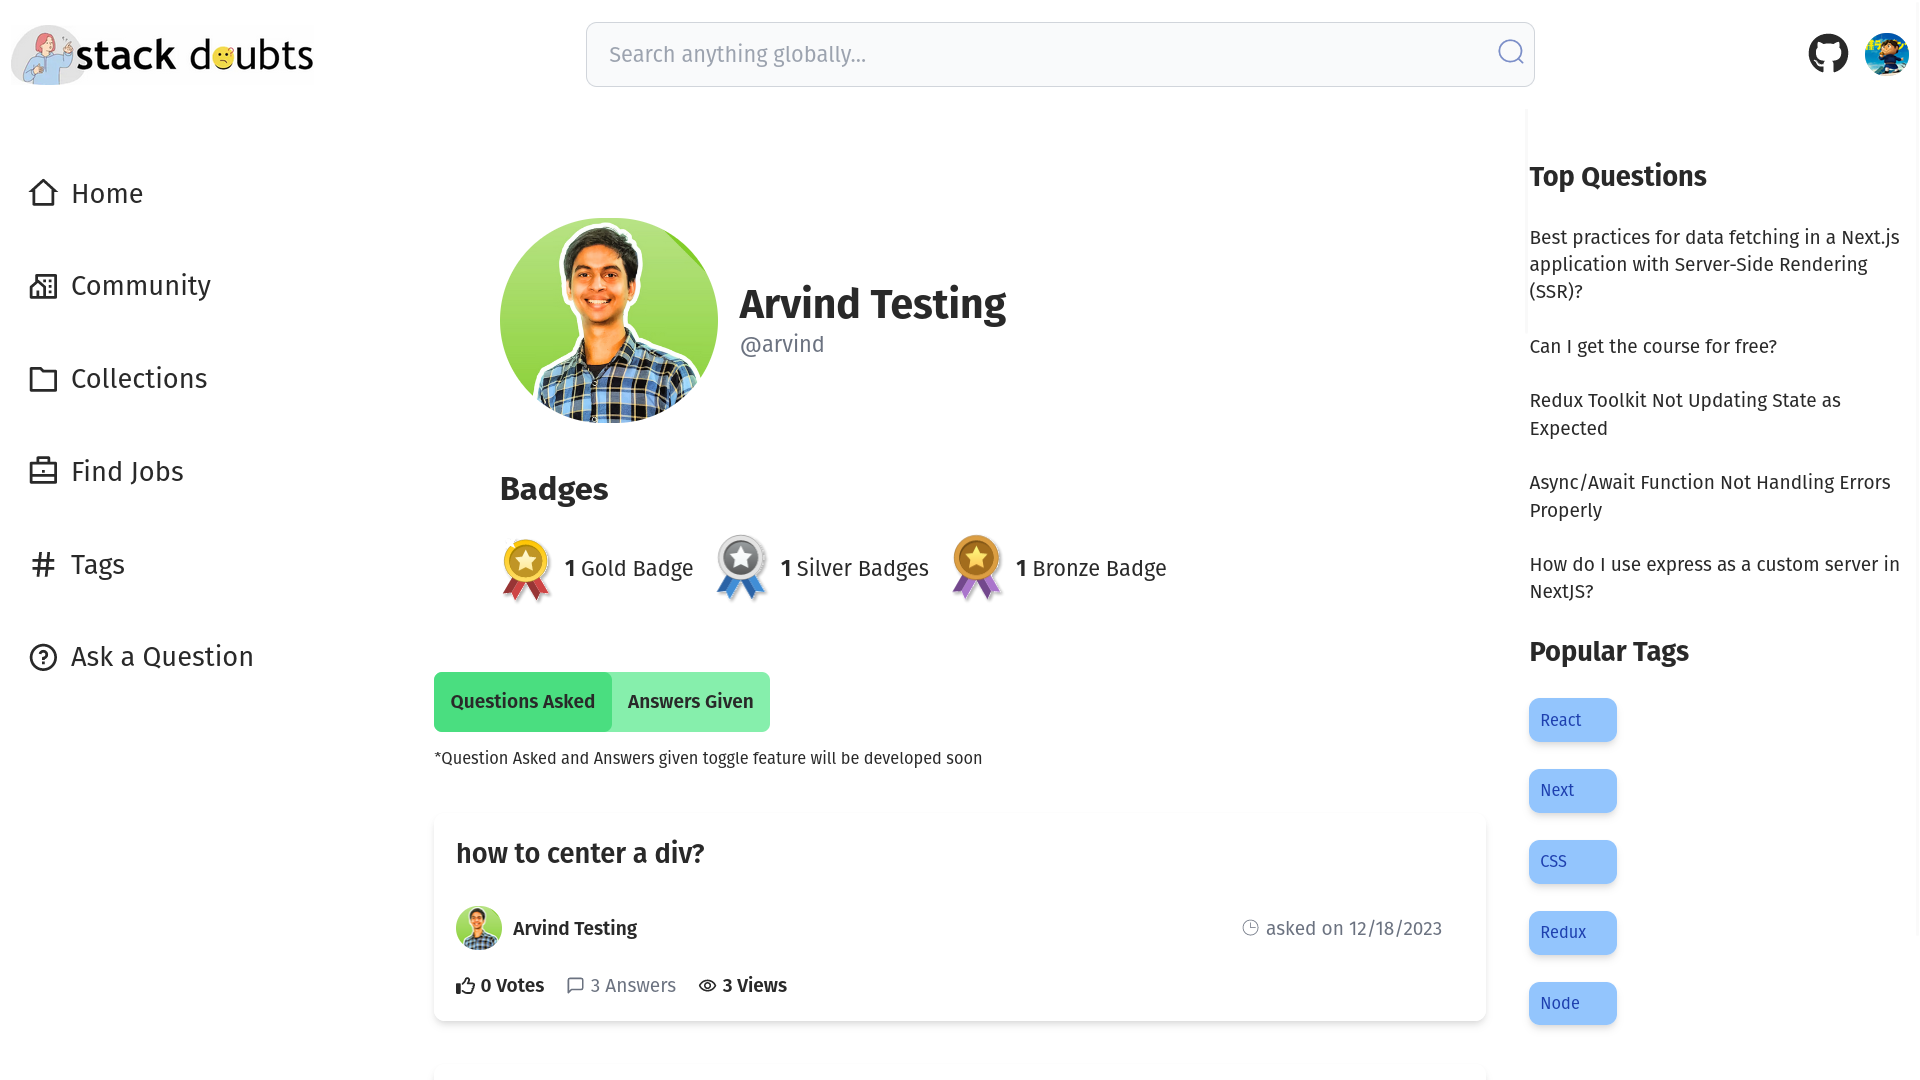 stack doubts
Search anything globally...
Home
Community
Collections
Find Jobs
Tags
Ask a Question
Arvind Testing
@arvind
Badges
1 Gold Badge
1 Silver Badges
1 Bronze Badge
Questions Asked
Answers Given
*Question Asked and Answers given toggle feature will be developed soon
how to center a div?
Arvind Testing
asked on 12/18/2023
0 Votes
3 Answers
3 Views
Top Questions
Best practices for data fetching in a Next.js
application with Server-Side Rendering
(SSR)?
Can I get the course for free?
Redux Toolkit Not Updating State as
Expected
Async/Await Function Not Handling Errors
Properly
How do I use express as a custom server in
NextJS?
Popular Tags
React
Next
CSS
Redux
Node